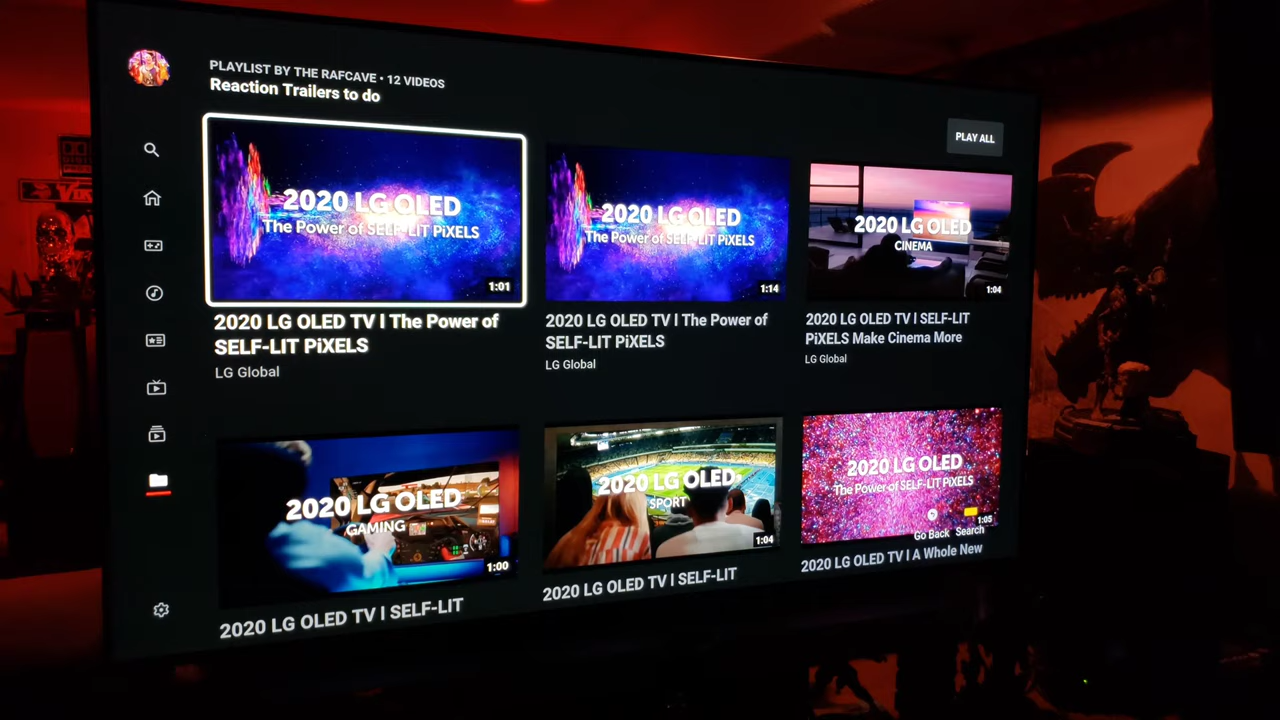 PLAYLIST BY THE RAFCAVE • 12 VIDEOS
Reaction Trailers to do
PLAY ALL
2020 LG OLED
The Power of SELF-LIT PiXELS
1:01
2020 LG OLED TV l The Power of
SELF-LIT PiXELS
LG Global
2020 LG OLED
The Power of SELF-LIT PiXELS
1:14
2020 LG OLED TV l The Power of
SELF-LIT PiXELS
LG Global
2020 LG OLED
CINEMA
1:04
2020 LG OLED TV l SELF-LIT
PiXELS Make Cinema More
LG Global
2020 LG OLED
GAMING
1:00
2020 LG OLED TV l SELF-LIT
2020 LG OLED
SPORT
1:04
2020 LG OLED TV l SELF-LIT
2020 LG OLED
The Power of SELF-LIT PiXELS
1:05
Go Back Search
2020 LG OLED TV l A Whole New